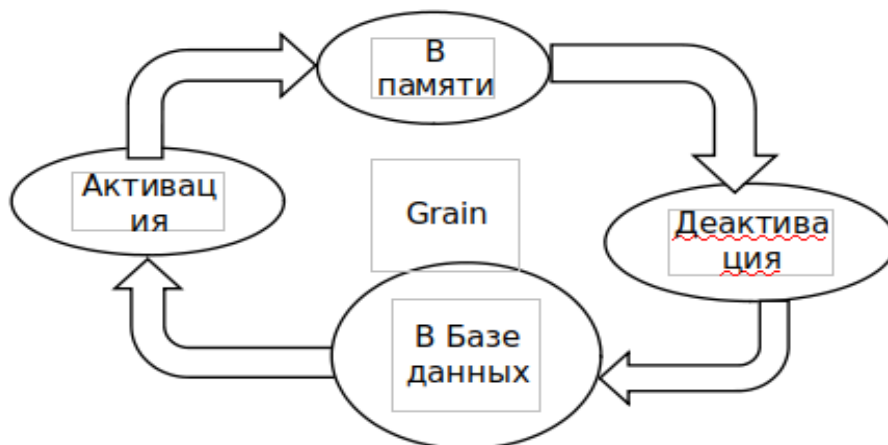 В
памяти
Активац
ия
Grain
Деактива
ция
В Базе
данных